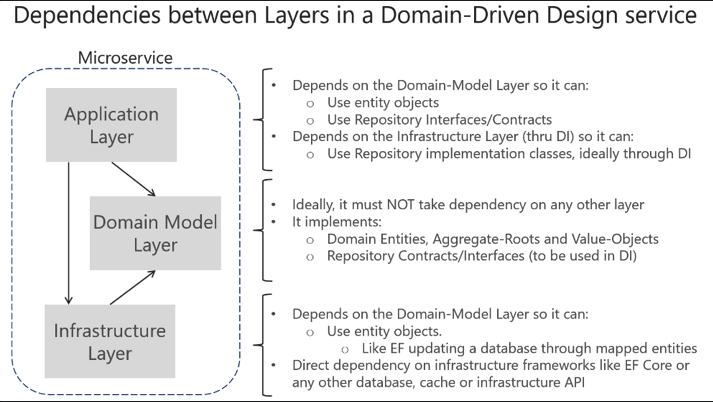 Dependencies between Layers in a Domain-Driven Design service
Microservice
Application
Layer
Domain Model
Layer
Infrastructure
Layer
• Depends on the Domain-Model Layer so it can:
o Use entity objects
o Use Repository Interfaces/Contracts
• Depends on the Infrastructure Layer (thru DI) so it can:
o Use Repository implementation classes, ideally through DI
• Ideally, it must NOT take dependency on any other layer
• It implements:
o Domain Entities, Aggregate-Roots and Value-Objects
o Repository Contracts/Interfaces (to be used in DI)
• Depends on the Domain-Model Layer so it can:
o Use entity objects.
o Like EF updating a database through mapped entities
• Direct dependency on infrastructure frameworks like EF Core or
any other database, cache or infrastructure API